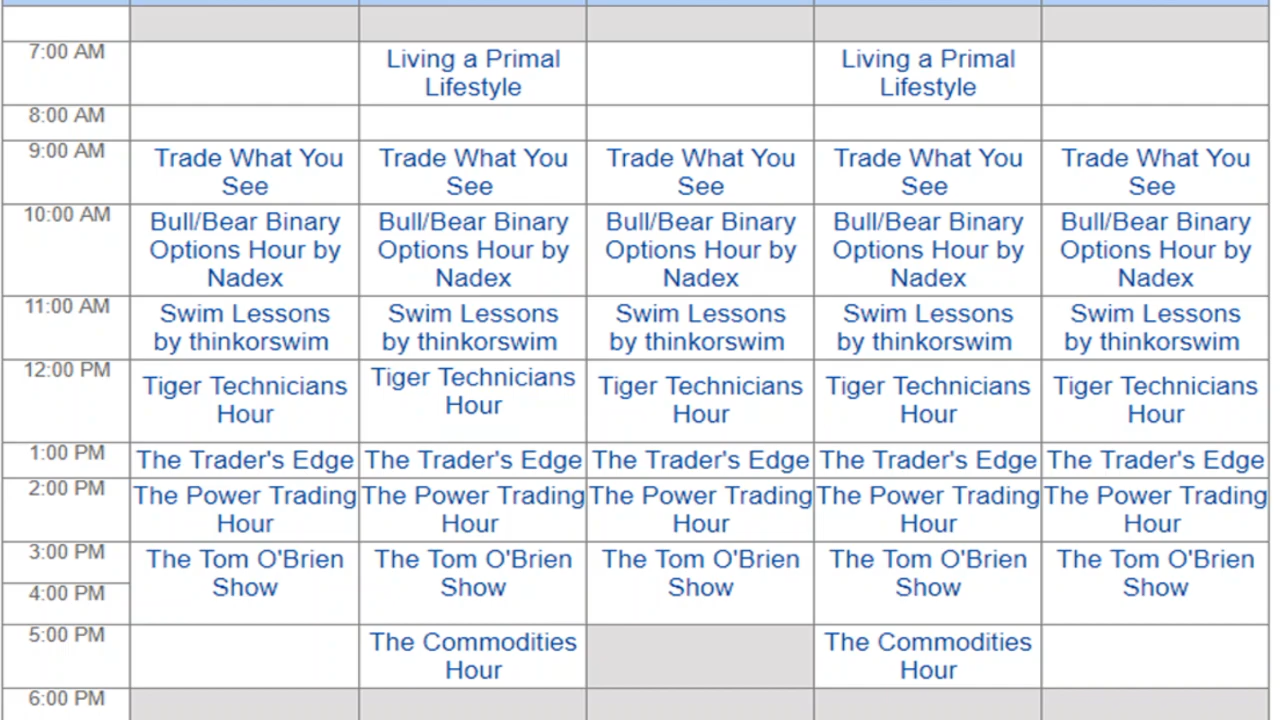 7:00 AM
Living a Primal
Lifestyle
Living a Primal
Lifestyle
8:00 AM
9:00 AM
Trade What You
See
Trade What You
See
Trade What You
See
Trade What You
See
Trade What You
See
10:00 AM
Bull/Bear Binary
Options Hour by
Nadex
Bull/Bear Binary
Options Hour by
Nadex
Bull/Bear Binary
Options Hour by
Nadex
Bull/Bear Binary
Options Hour by
Nadex
Bull/Bear Binary
Options Hour by
Nadex
11:00 AM
Swim Lessons
by thinkorswim
Swim Lessons
by thinkorswim
Swim Lessons
by thinkorswim
Swim Lessons
by thinkorswim
Swim Lessons
by thinkorswim
12:00 PM
Tiger Technicians
Hour
Tiger Technicians
Hour
Tiger Technicians
Hour
Tiger Technicians
Hour
Tiger Technicians
Hour
1:00 PM
The Trader's Edge
The Trader's Edge
The Trader's Edge
The Trader's Edge
The Trader's Edge
2:00 PM
The Power Trading
Hour
The Power Trading
Hour
The Power Trading
Hour
The Power Trading
Hour
The Power Trading
Hour
3:00 PM
The Tom O'Brien
Show
The Tom O'Brien
Show
The Tom O'Brien
Show
The Tom O'Brien
Show
The Tom O'Brien
Show
4:00 PM
5:00 PM
The Commodities
Hour
The Commodities
Hour
6:00 PM